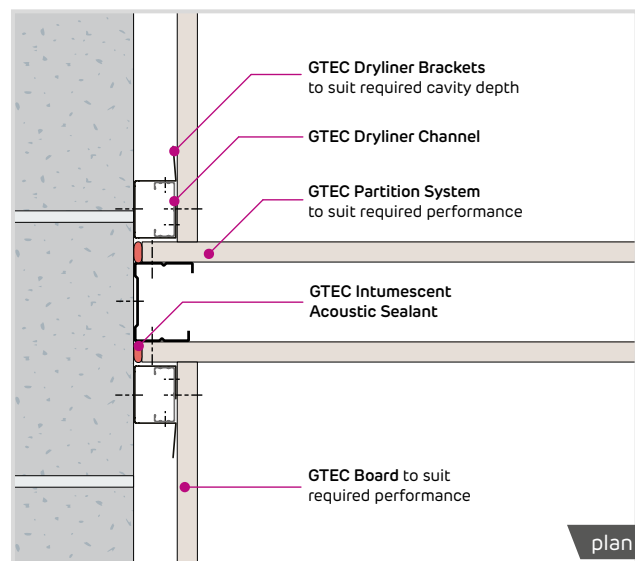 GTEC Dryliner Brackets
to suit required cavity depth
GTEC Dryliner Channel
GTEC Partition System
to suit required performance
GTEC Intumescent
Acoustic Sealant
GTEC Board to suit
required performance
plan